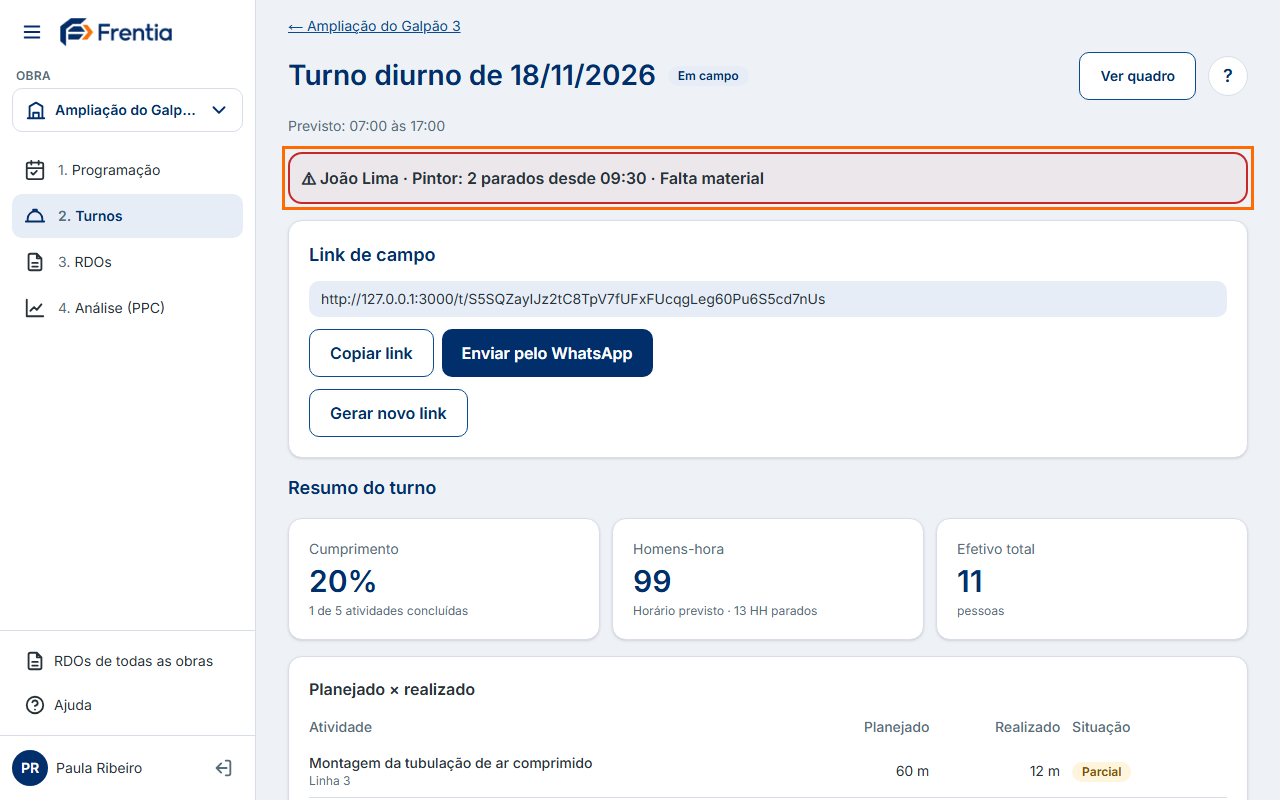 Frentia
OBRA
Ampliação do Galp...
1. Programação
2. Turnos
3. RDOs
4. Análise (PPC)
RDOs de todas as obras
Ajuda
PR Paula Ribeiro
← Ampliação do Galpão 3
Turno diurno de 18/11/2026 Em campo
Ver quadro ?
Previsto: 07:00 às 17:00
⚠ João Lima · Pintor: 2 parados desde 09:30 · Falta material
Link de campo
http://127.0.0.1:3000/t/S5SQZayIJz2tC8TpV7fUFxFUcqgLeg60Pu6S5cd7nUs
Copiar link Enviar pelo WhatsApp
Gerar novo link
Resumo do turno
Cumprimento
20%
1 de 5 atividades concluídas
Homens-hora
99
Horário previsto · 13 HH parados
Efetivo total
11
pessoas
Planejado × realizado
Atividade Planejado Realizado Situação
Montagem da tubulação de ar comprimido
Linha 3
60 m 12 m Parcial